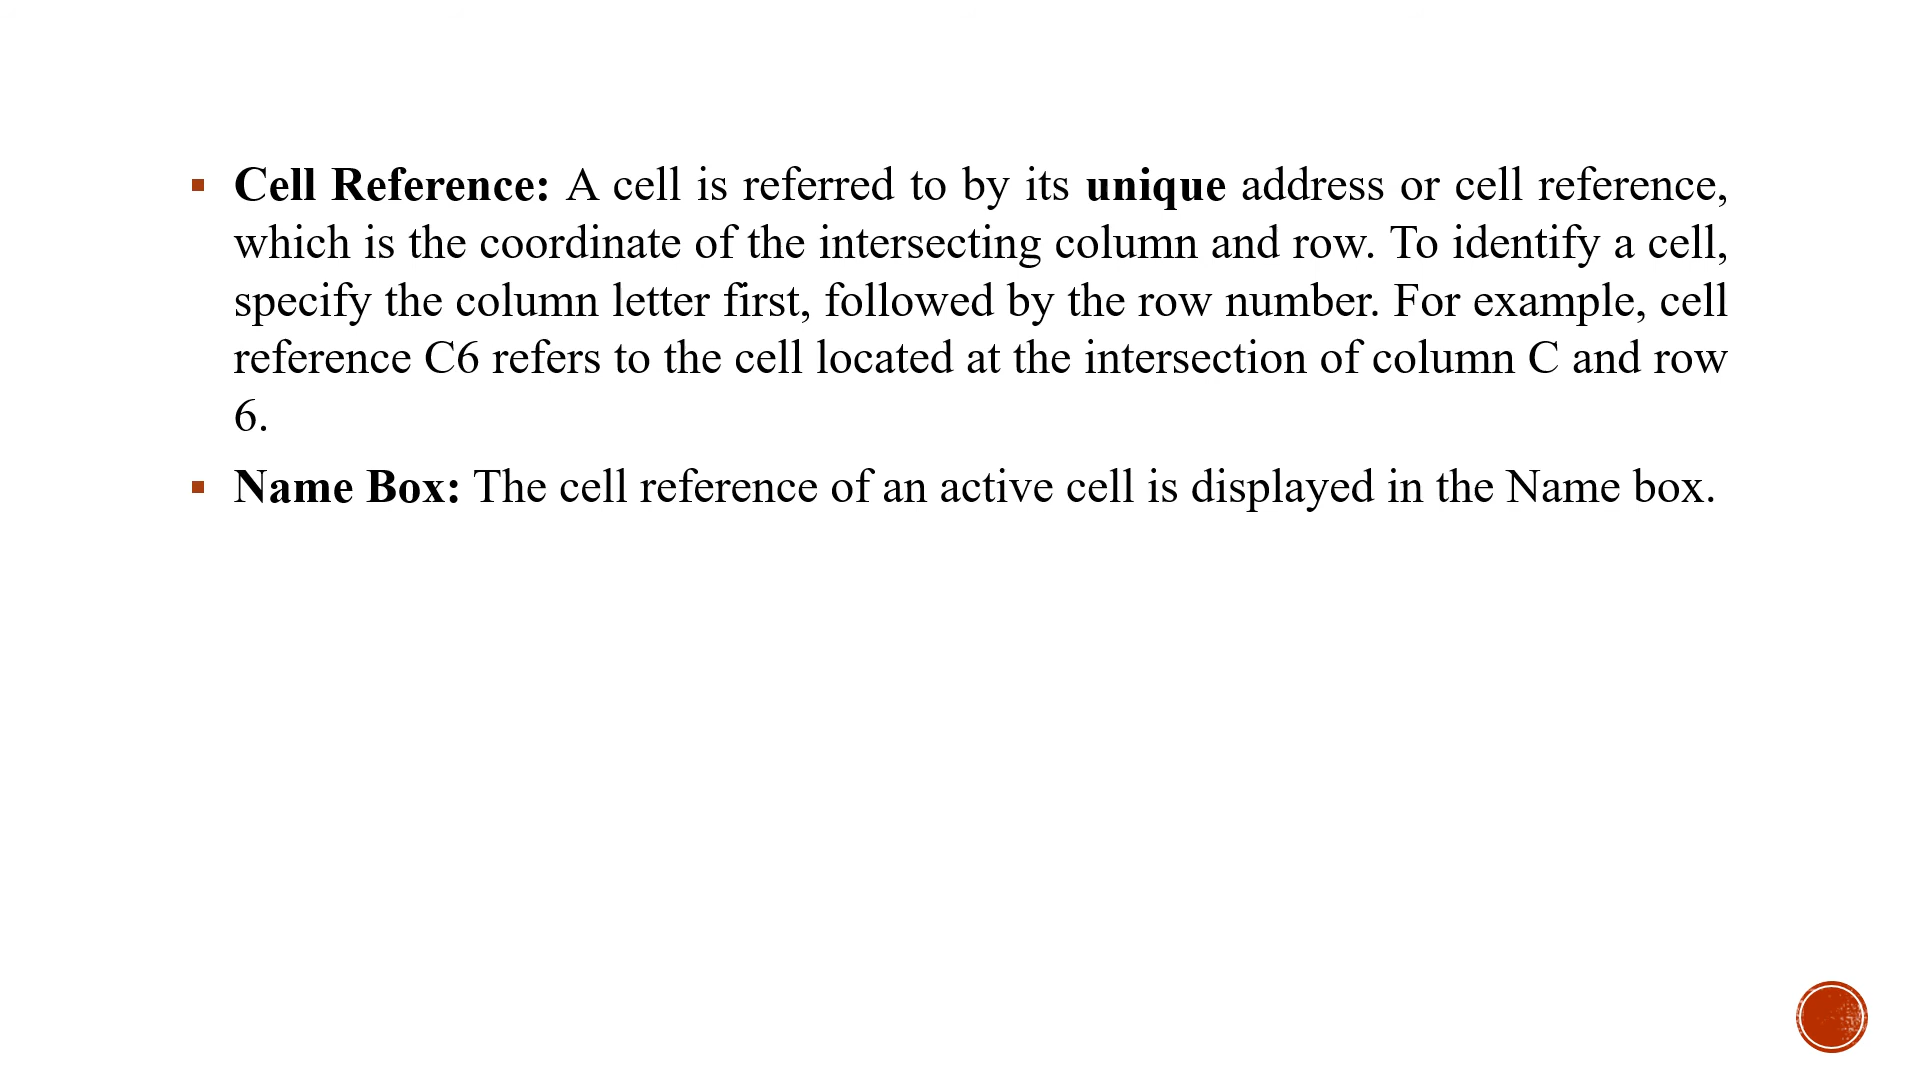 ▪ Cell Reference: A cell is referred to by its unique address or cell reference,
which is the coordinate of the intersecting column and row. To identify a cell,
specify the column letter first, followed by the row number. For example, cell
reference C6 refers to the cell located at the intersection of column C and row
6.
▪ Name Box: The cell reference of an active cell is displayed in the Name box.